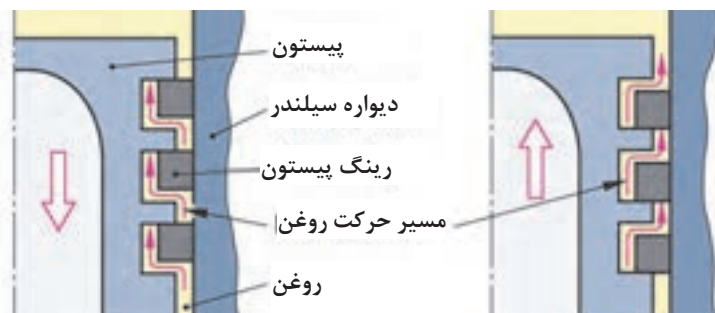 پیستون
دیواره سیلندر
رینگ پیستون
مسیر حرکت روغن
روغن